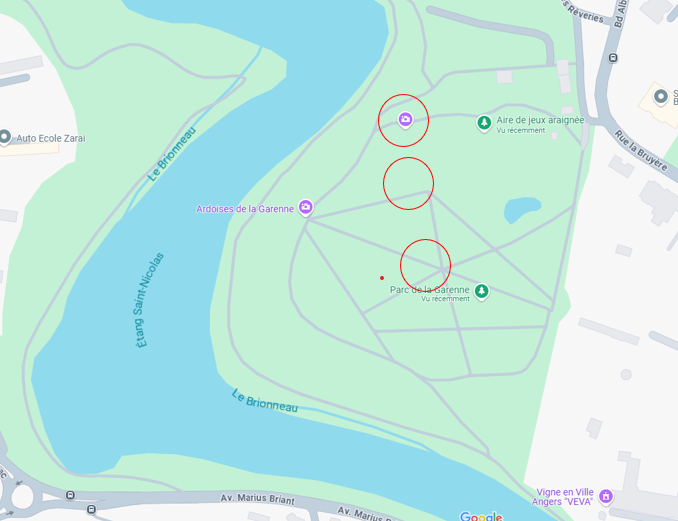 s Rêveries
Bd Alb
Auto Ecole Zarai
Le Brionneau
Aire de jeux araignée
Vu récemment
S
B
Rue la Bruyère
Ardoises de la Garenne
Étang Saint-Nicolas
Parc de la Garenne
Vu récemment
Le Brionneau
Vigne en Ville
Angers "VEVA"
Av. Marius Briant
Av. Marius B
Google